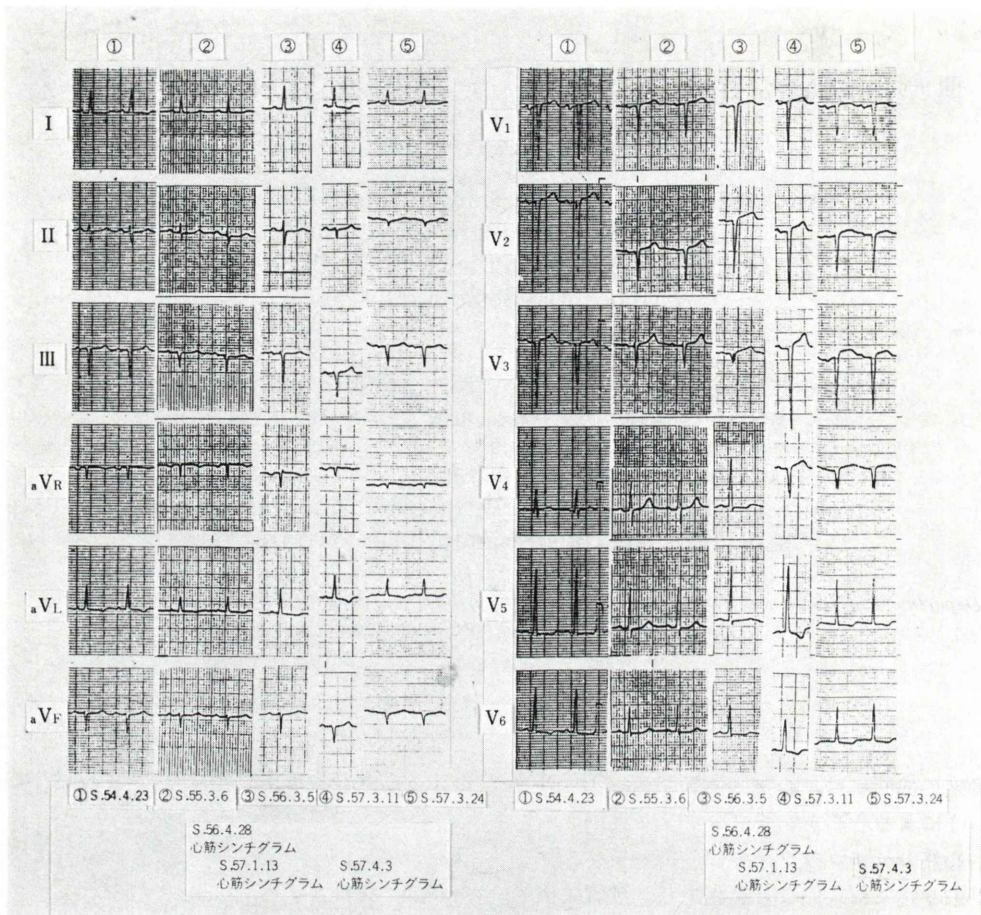 ① ② ③ ④ ⑤
I
II
III
aVR
aVL
aVF
①S.54.4.23 ②S.55.3.6 ③S.56.3.5 ④S.57.3.11 ⑤S.57.3.24
S.56.4.28
心筋シンチグラム
S.57.1.13 S.57.4.3
心筋シンチグラム 心筋シンチグラム
① ② ③ ④ ⑤
V1
V2
V3
V4
V5
V6
①S.54.4.23 ②S.55.3.6 ③S.56.3.5 ④S.57.3.11 ⑤S.57.3.24
S.56.4.28
心筋シンチグラム
S.57.1.13 S.57.4.3
心筋シンチグラム 心筋シンチグラム